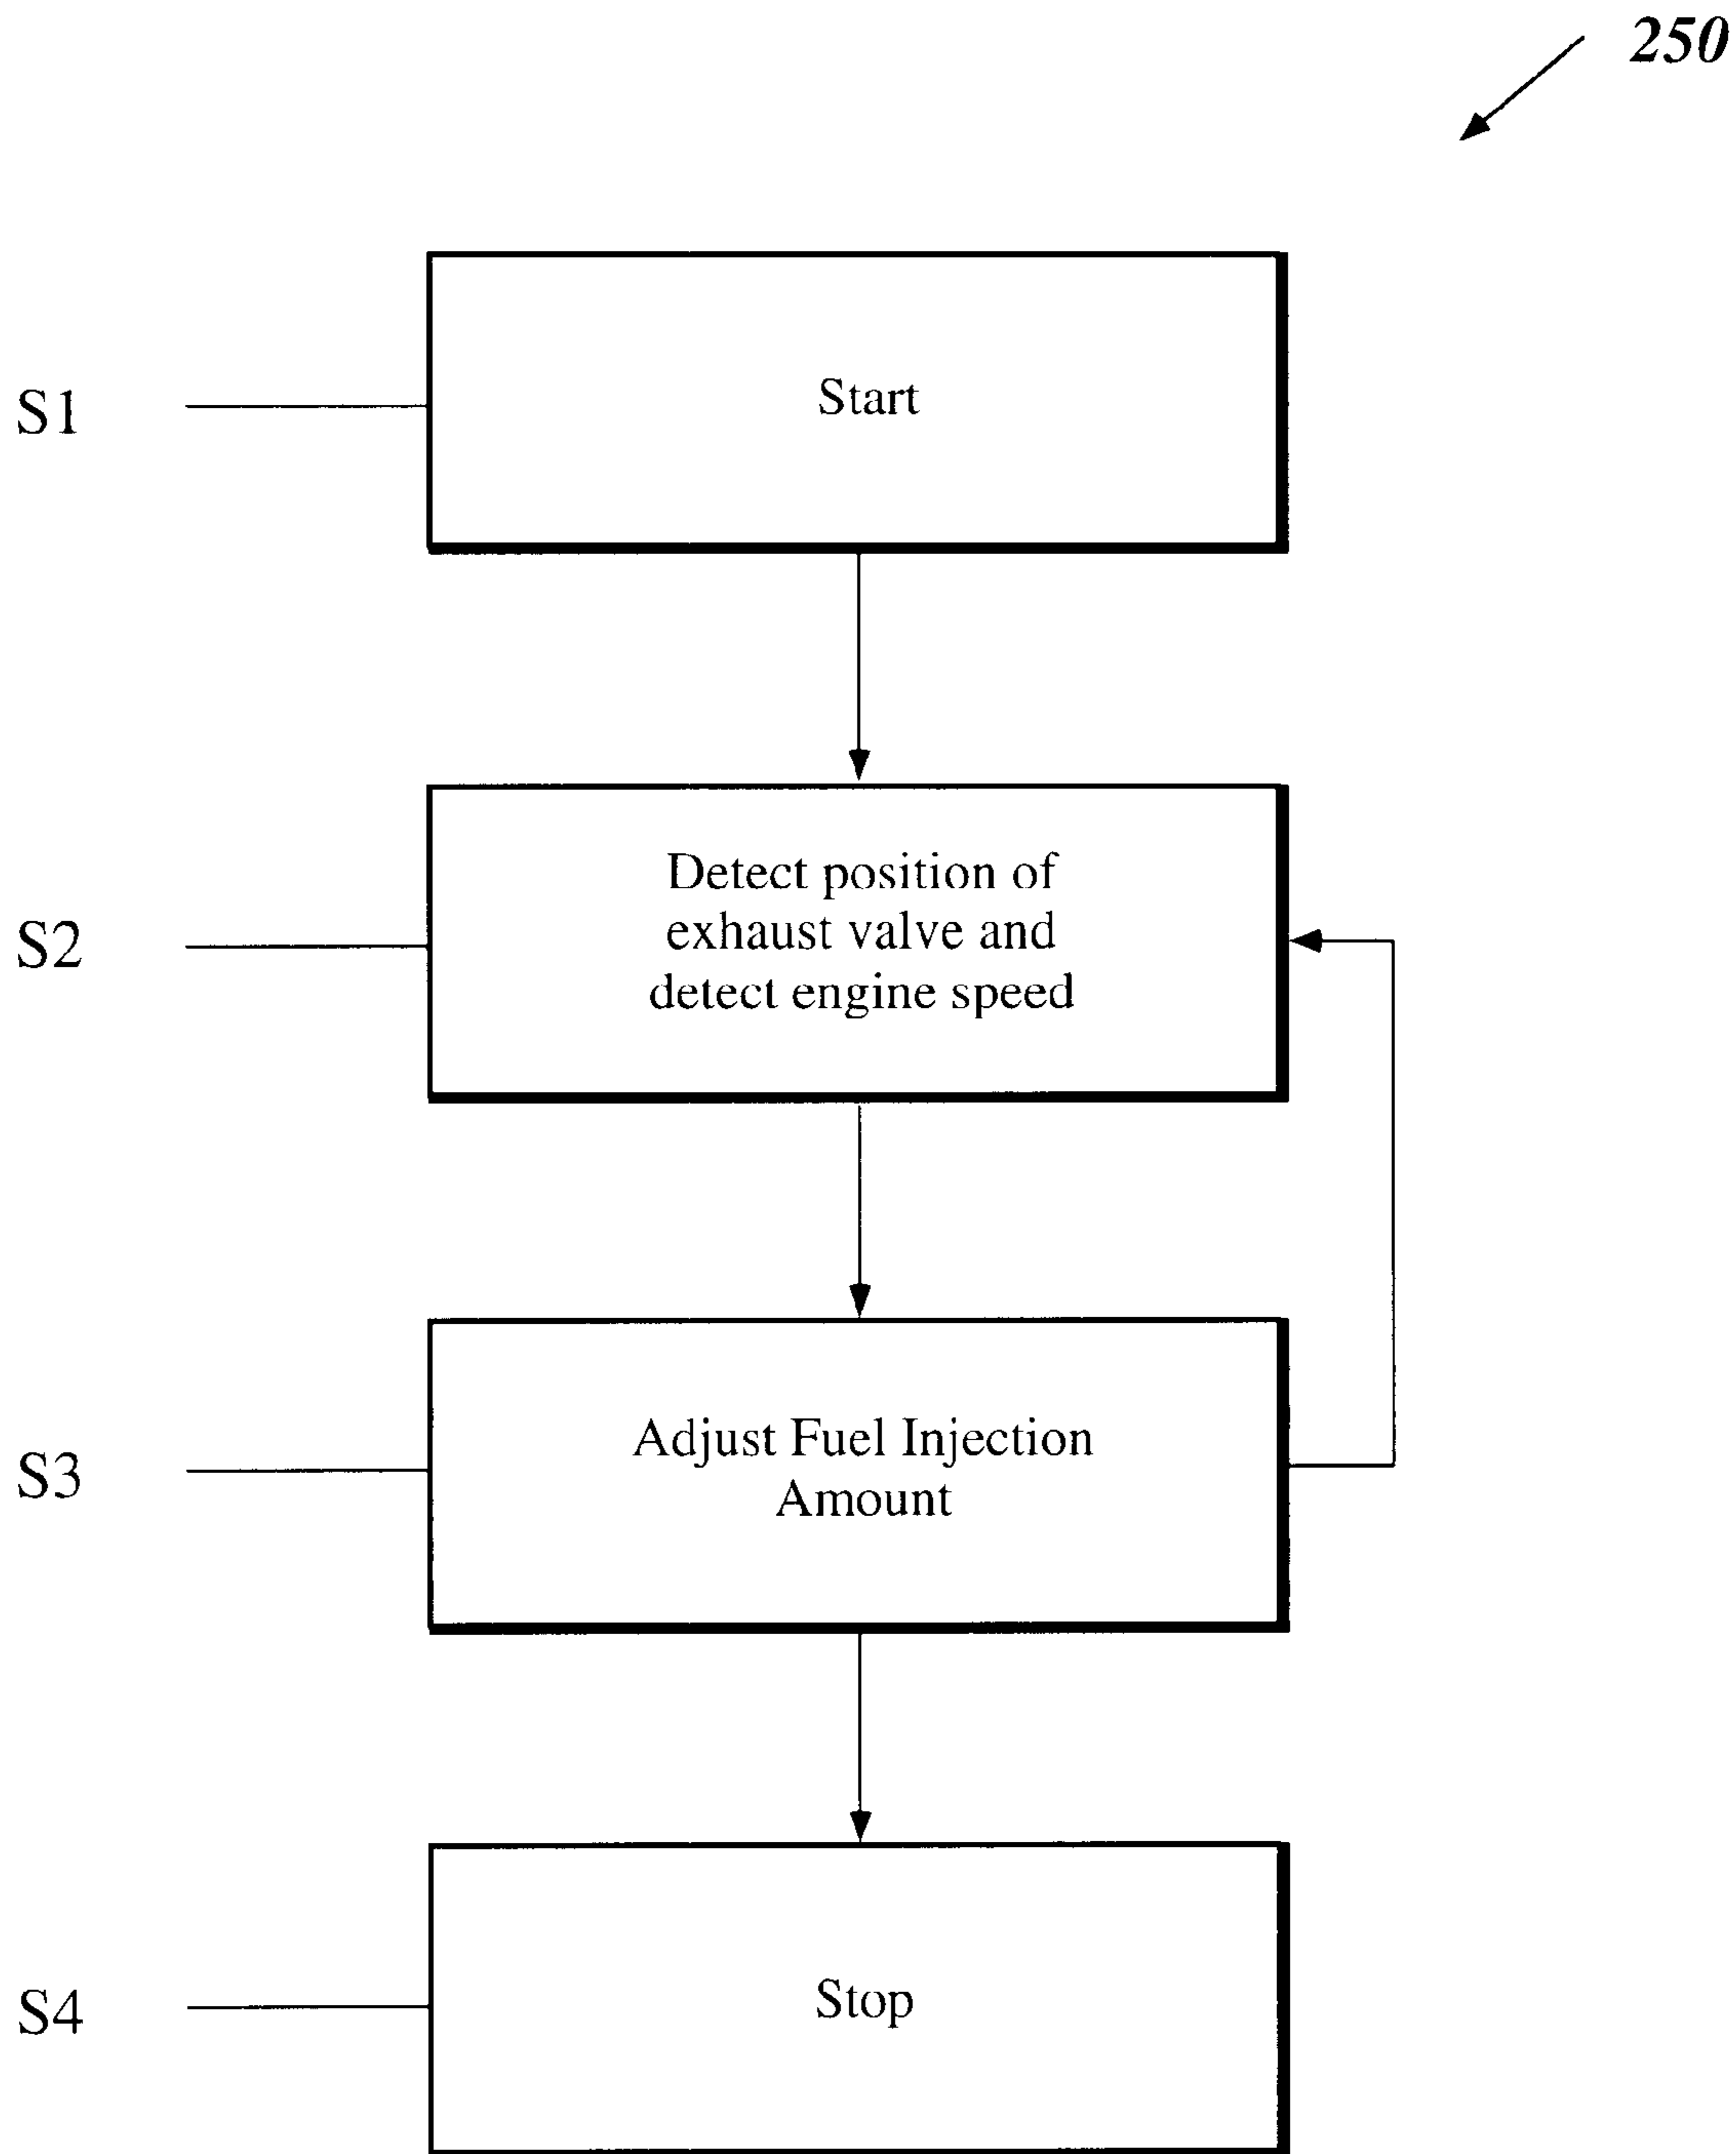 250
S1
Start
S2
Detect position of
exhaust valve and
detect engine speed
S3
Adjust Fuel Injection
Amount
S4
Stop